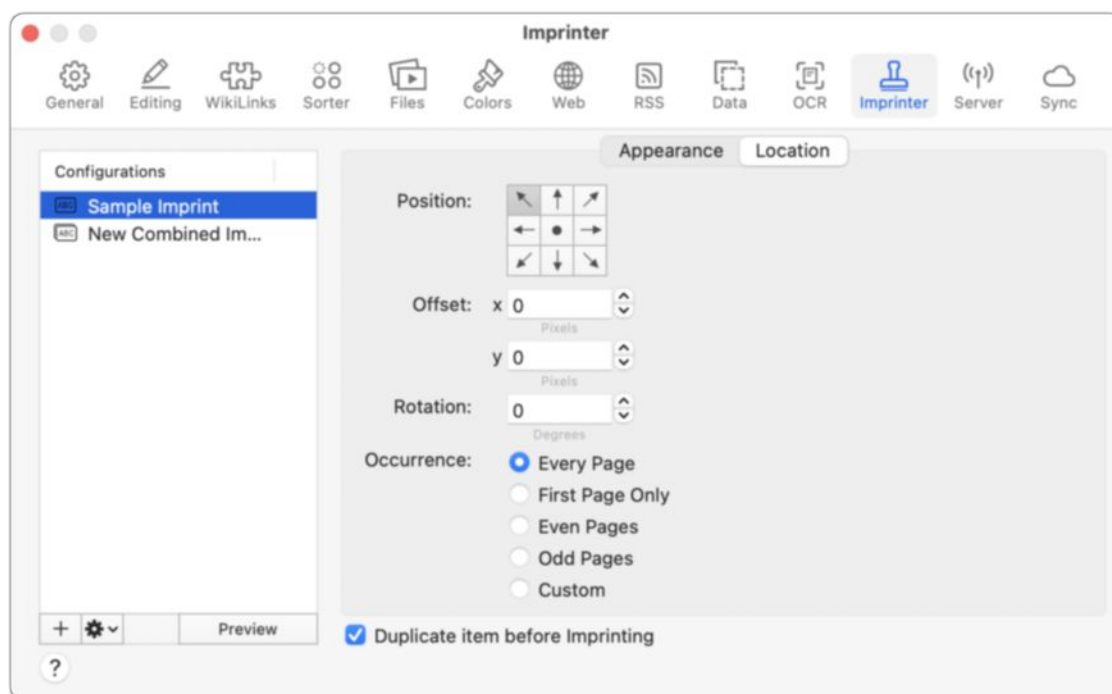 Imprinter
General Editing WikiLinks Sorter Files Colors Web RSS Data OCR Imprinter Server Sync
Appearance Location
Configurations
Sample Imprint
ABC New Combined Im...
Position:
Offset: x 0
Pixels
y 0
Pixels
Rotation: 0
Degrees
Occurrence: Every Page
First Page Only
Even Pages
Odd Pages
Custom
+ Preview
Duplicate item before Imprinting
?